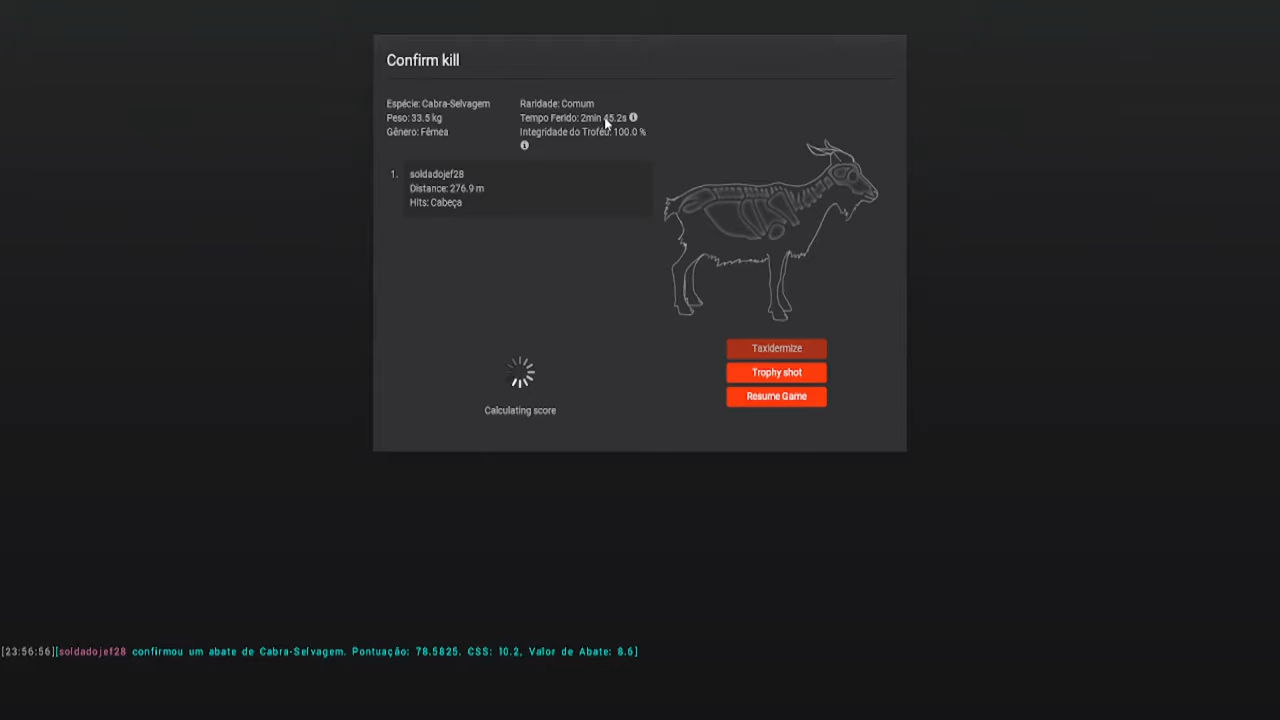 Confirm kill
Espécie: Cabra-Selvagem
Peso: 33.5 kg
Gênero: Fêmea
Raridade: Comum
Tempo Ferido: 2min 45.2s
Integridade do Troféu: 100.0 %
1. soldadojef28
Distance: 276.9 m
Hits: Cabeça
Taxidermize
Trophy shot
Resume Game
Calculating score
[23:56:56][soldadojef28 confirmou um abate de Cabra-Selvagem. Pontuação: 78.5825. CSS: 10.2, Valor de Abate: 8.6]